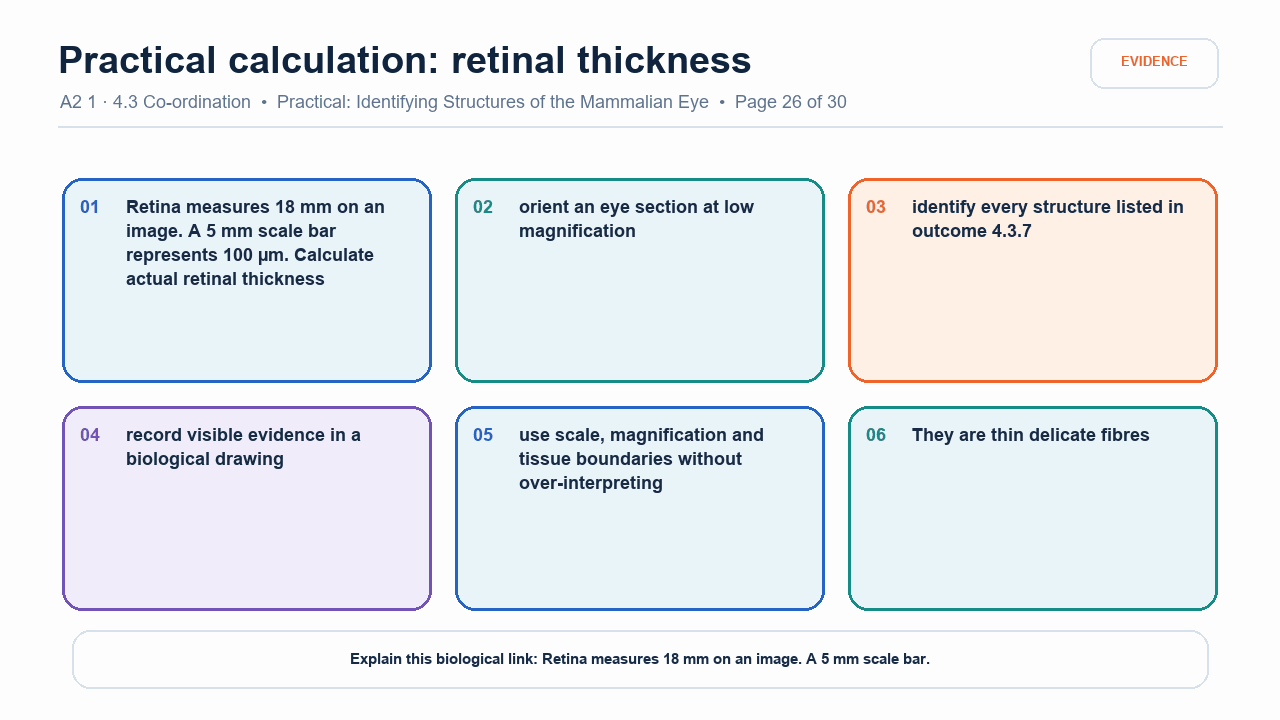 Practical calculation: retinal thickness
EVIDENCE
A2 1 · 4.3 Co-ordination • Practical: Identifying Structures of the Mammalian Eye • Page 26 of 30
01 Retina measures 18 mm on an
image. A 5 mm scale bar
represents 100 µm. Calculate
actual retinal thickness
02 orient an eye section at low
magnification
03 identify every structure listed in
outcome 4.3.7
04 record visible evidence in a
biological drawing
05 use scale, magnification and
tissue boundaries without
over-interpreting
06 They are thin delicate fibres
Explain this biological link: Retina measures 18 mm on an image. A 5 mm scale bar.